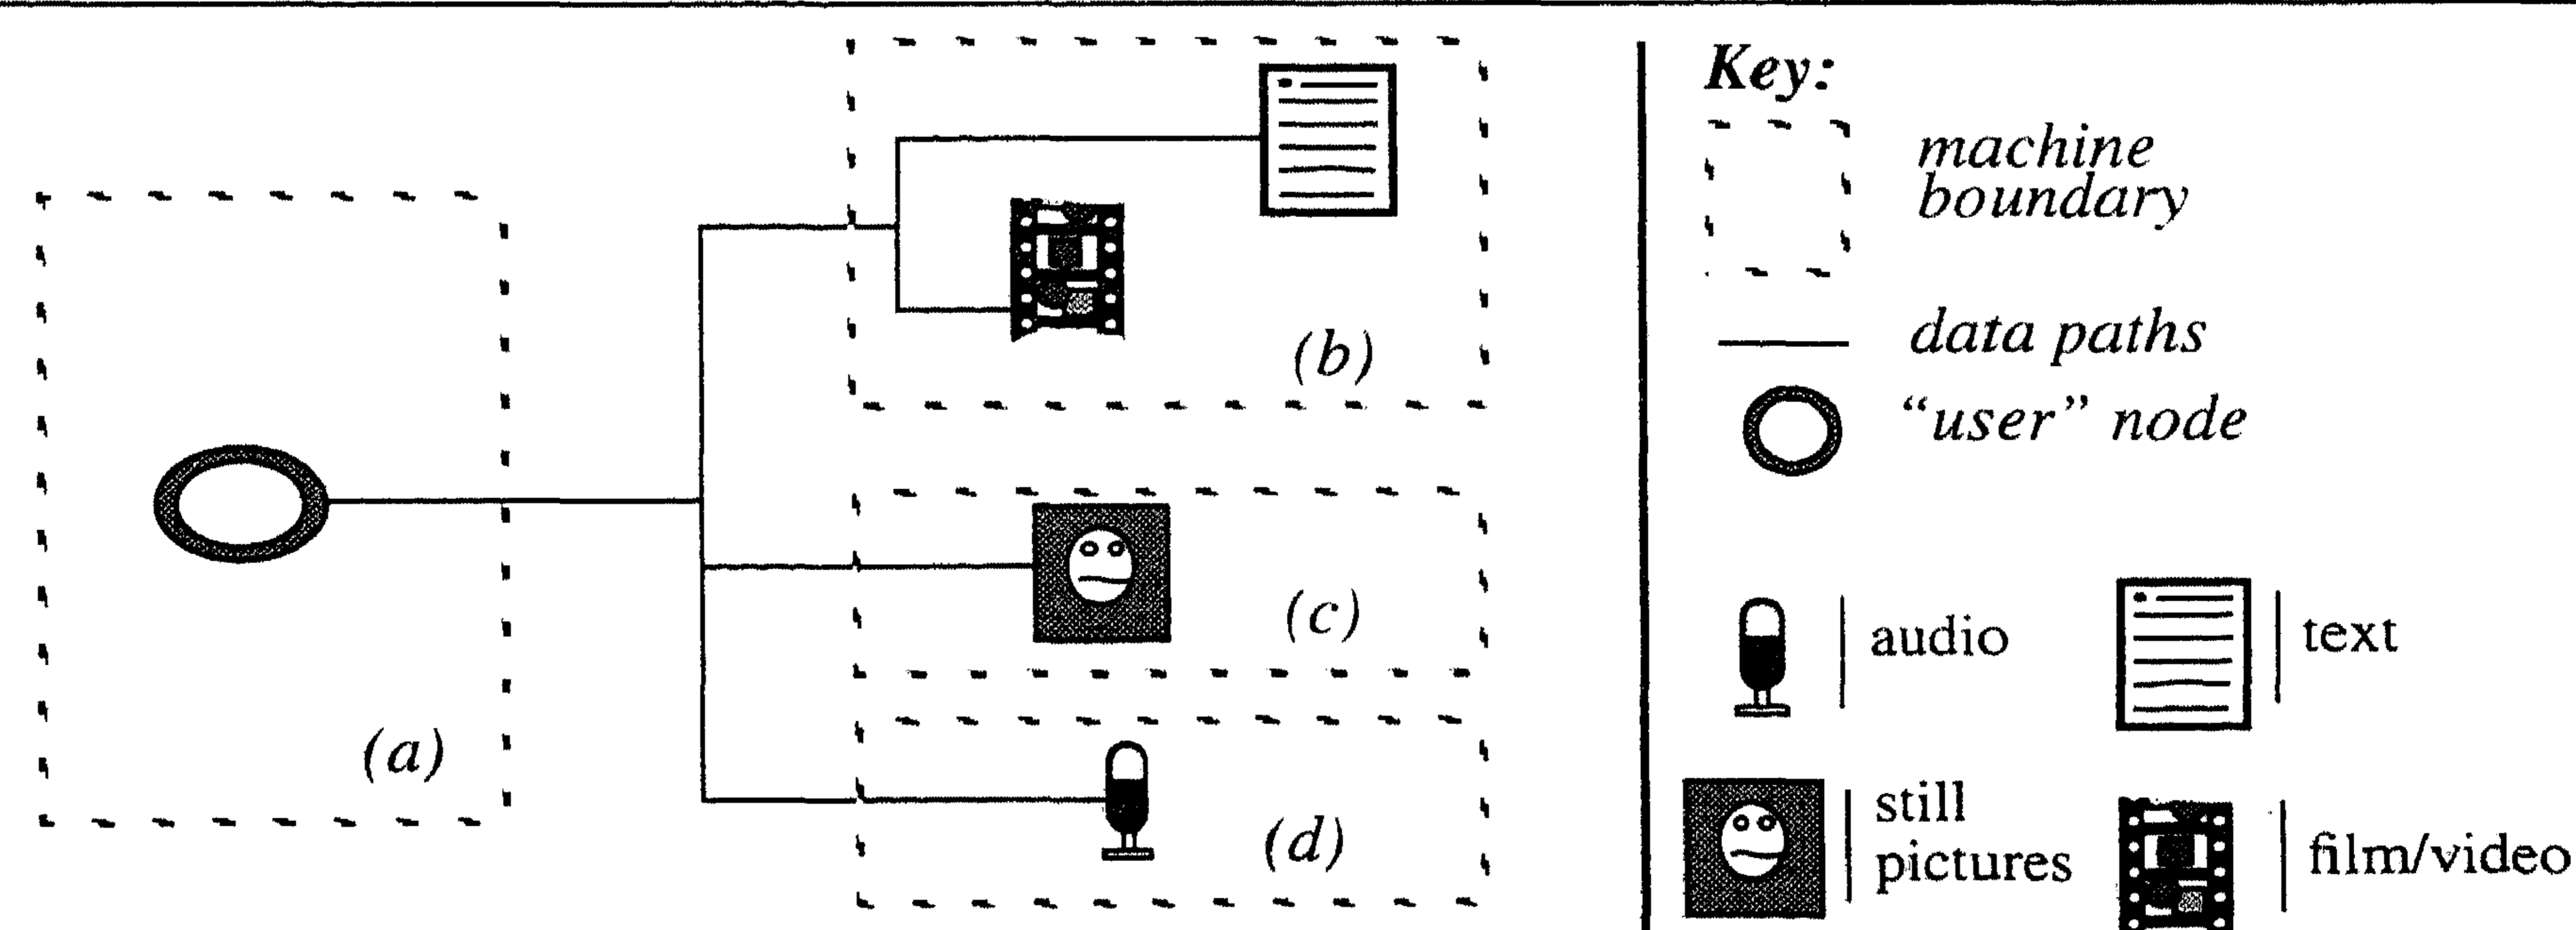 (a)
(b)
(c)
(d)
Key:
machine
boundary
data paths
“user” node
audio
text
still
pictures
film/video